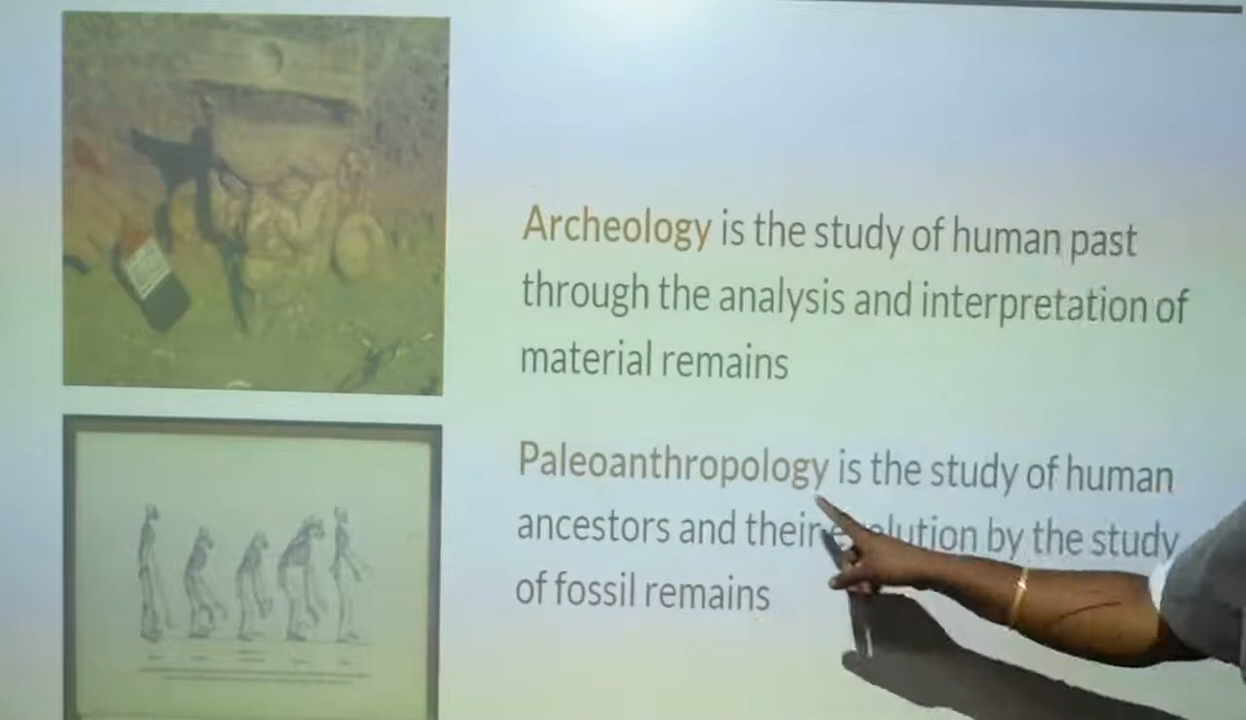 Archeology is the study of human past
through the analysis and interpretation of
material remains
Paleoanthropology is the study of human
ancestors and their evolution by the study
of fossil remains